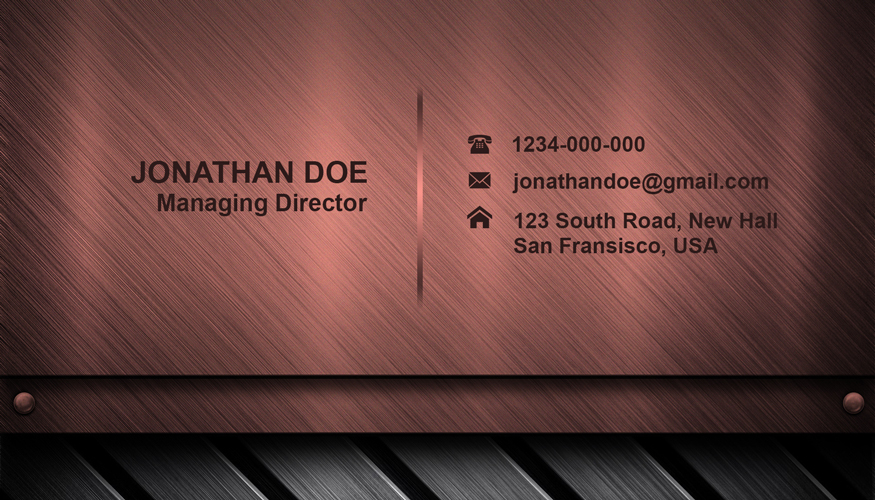 JONATHAN DOE
Managing Director
1234-000-000
jonathandoe@gmail.com
123 South Road, New Hall
San Fransisco, USA